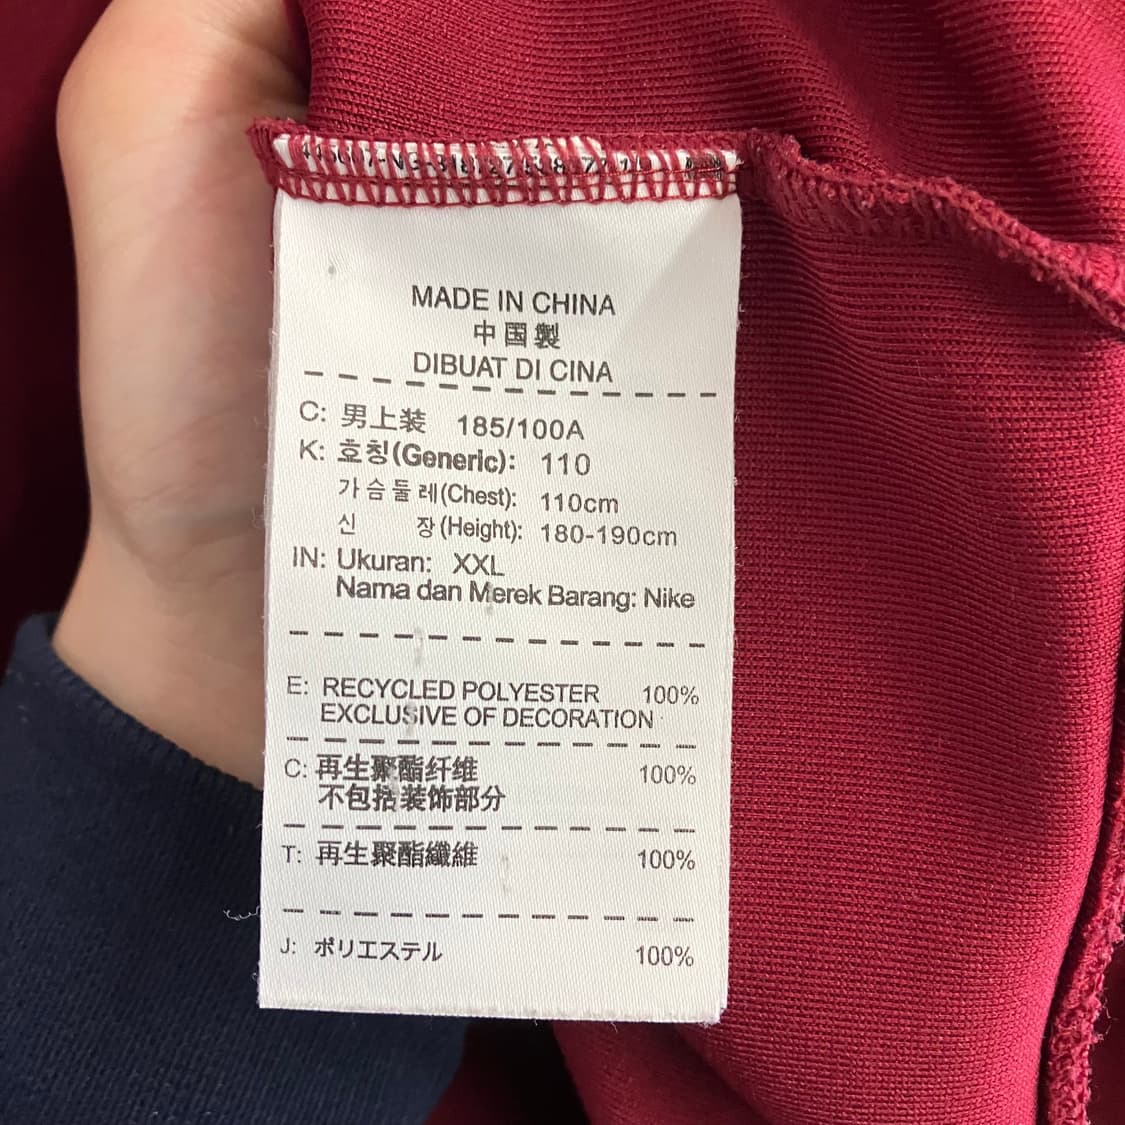 MADE IN CHINA
中国製
DIBUAT DI CINA
C: 男上装 185/100A
K: 호칭(Generic): 110
가슴둘레(Chest): 110cm
신 장(Height): 180-190cm
IN: Ukuran: XXL
Nama dan Merek Barang: Nike
E: RECYCLED POLYESTER 100%
EXCLUSIVE OF DECORATION
C: 再生聚酯纤维 100%
不包括装饰部分
T: 再生聚酯纖維 100%
J: ポリエステル 100%